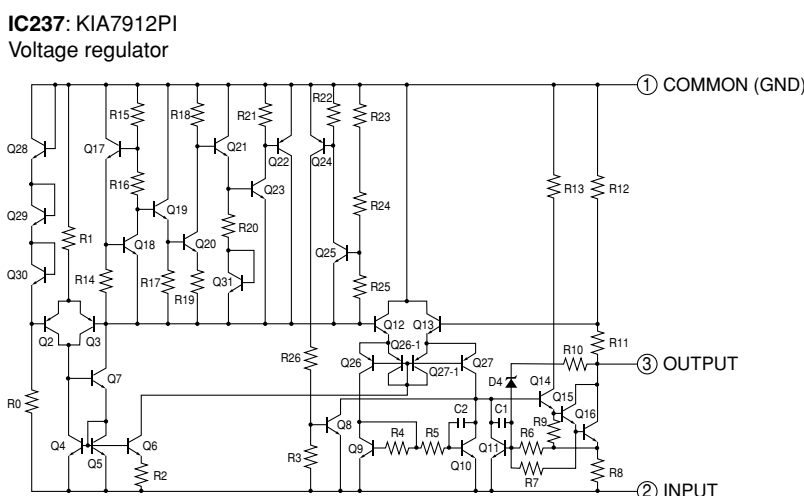 IC237: KIA7912PI
Voltage regulator
① COMMON (GND)
R15 R18 R21 R22 R23
Q28 Q17 Q21 Q22 Q24
R16 Q23 R13 R12
Q29 Q19 R24
R1 Q18 Q20 R20 Q25
Q30 R14 R17 R19 Q31 R25
Q2 Q3 Q12 Q13
R26 Q26 Q26-1 Q27-1 Q27 R10 R11
③ OUTPUT
Q7 D4 Q14 Q15 Q16
R0 Q4 Q5 Q6 Q8 C2 C1 R9
R2 R3 Q9 R4 R5 Q10 Q11 R6 R7 R8
② INPUT